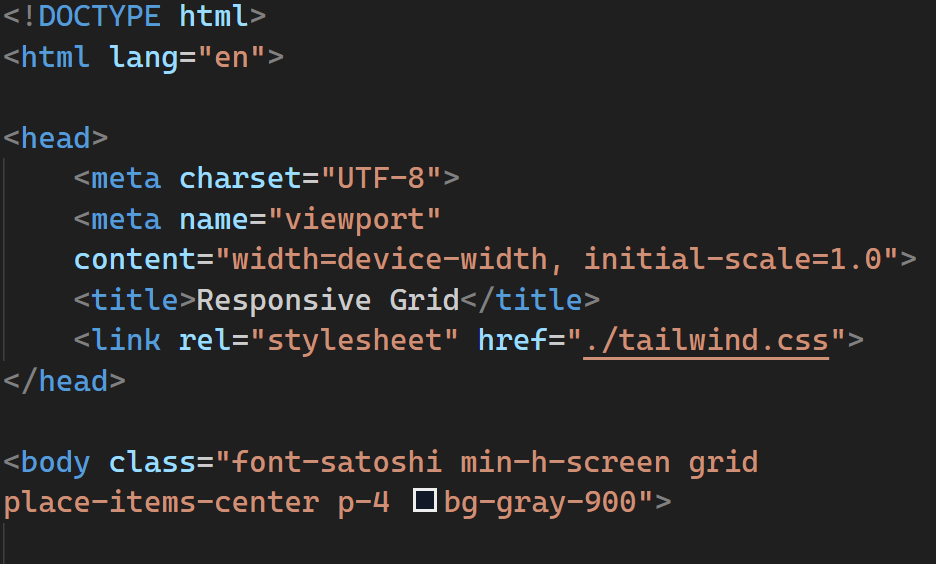 <!DOCTYPE html>
<html lang="en">
<head>
<meta charset="UTF-8">
<meta name="viewport"
content="width=device-width, initial-scale=1.0">
<title>Responsive Grid</title>
<link rel="stylesheet" href="./tailwind.css">
</head>
<body class="font-satoshi min-h-screen grid
place-items-center p-4 bg-gray-900">